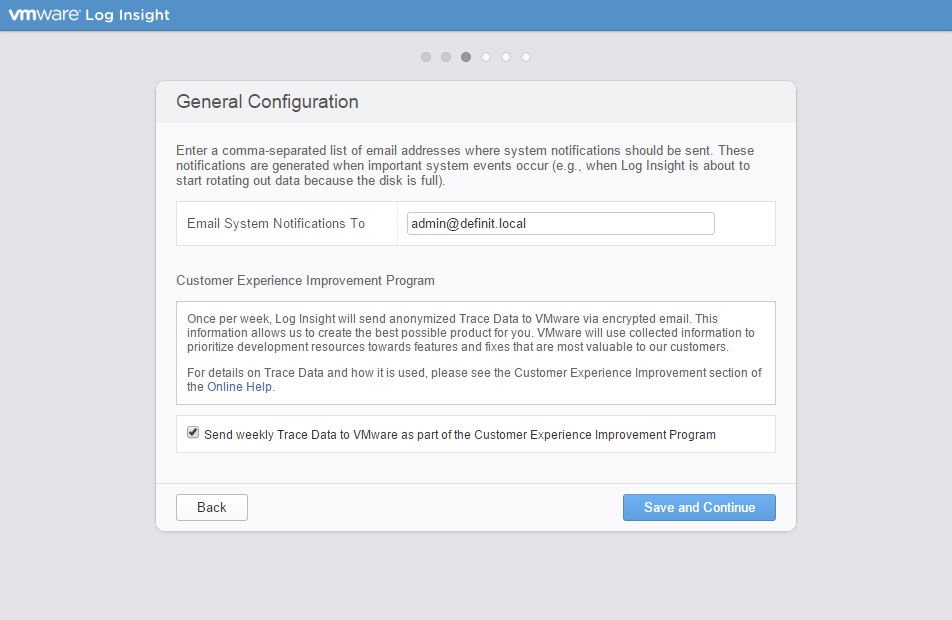 vmware Log Insight
General Configuration
Enter a comma-separated list of email addresses where system notifications should be sent. These
notifications are generated when important system events occur (e.g., when Log Insight is about to
start rotating out data because the disk is full).
Email System Notifications To
admin@definit.local
Customer Experience Improvement Program
Once per week, Log Insight will send anonymized Trace Data to VMware via encrypted email. This
information allows us to create the best possible product for you. VMware will use collected information to
prioritize development resources towards features and fixes that are most valuable to our customers.
For details on Trace Data and how it is used, please see the Customer Experience Improvement section of
the Online Help.
Send weekly Trace Data to VMware as part of the Customer Experience Improvement Program
Back
Save and Continue